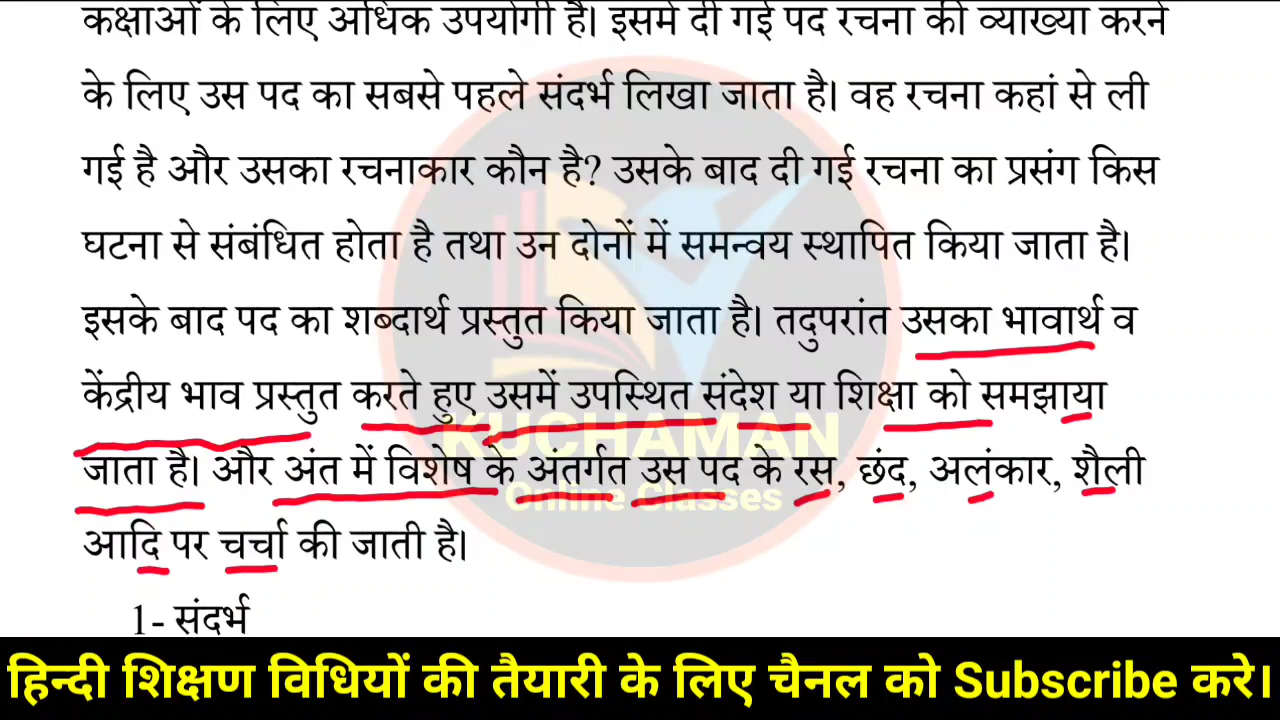 कक्षाओं के लिए अधिक उपयोगी है। इसमें दी गई पद रचना की व्याख्या करने
के लिए उस पद का सबसे पहले संदर्भ लिखा जाता है। वह रचना कहां से ली
गई है और उसका रचनाकार कौन है? उसके बाद दी गई रचना का प्रसंग किस
घटना से संबंधित होता है तथा उन दोनों में समन्वय स्थापित किया जाता है।
इसके बाद पद का शब्दार्थ प्रस्तुत किया जाता है। तदुपरांत उसका भावार्थ व
केंद्रीय भाव प्रस्तुत करते हुए उसमें उपस्थित संदेश या शिक्षा को समझाया
KUCHAMAN
जाता है। और अंत में विशेष के अंतर्गत उस पद के रस, छंद, अलंकार, शैली
Online Classes
आदि पर चर्चा की जाती है।
1- संदर्भ
हिन्दी शिक्षण विधियों की तैयारी के लिए चैनल को Subscribe करे।